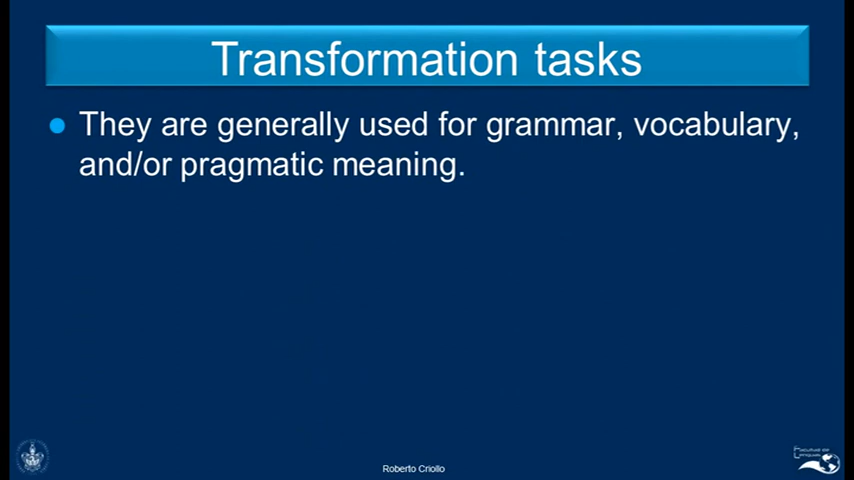 Transformation tasks
They are generally used for grammar, vocabulary,
and/or pragmatic meaning.
Roberto Criollo